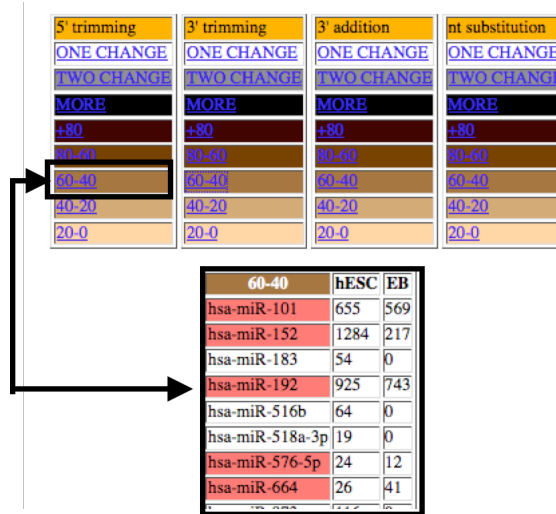 5' trimming 3' trimming 3' addition nt substitution
ONE CHANGE ONE CHANGE ONE CHANGE ONE CHANGE
TWO CHANGE TWO CHANGE TWO CHANGE TWO CHANGE
MORE MORE MORE MORE
+80 +80 +80 +80
80-60 80-60 80-60 80-60
60-40 60-40 60-40 60-40
40-20 40-20 40-20 40-20
20-0 20-0 20-0 20-0
60-40 hESC EB
hsa-miR-101 655 569
hsa-miR-152 1284 217
hsa-miR-183 54 0
hsa-miR-192 925 743
hsa-miR-516b 64 0
hsa-miR-518a-3p 19 0
hsa-miR-576-5p 24 12
hsa-miR-664 26 41